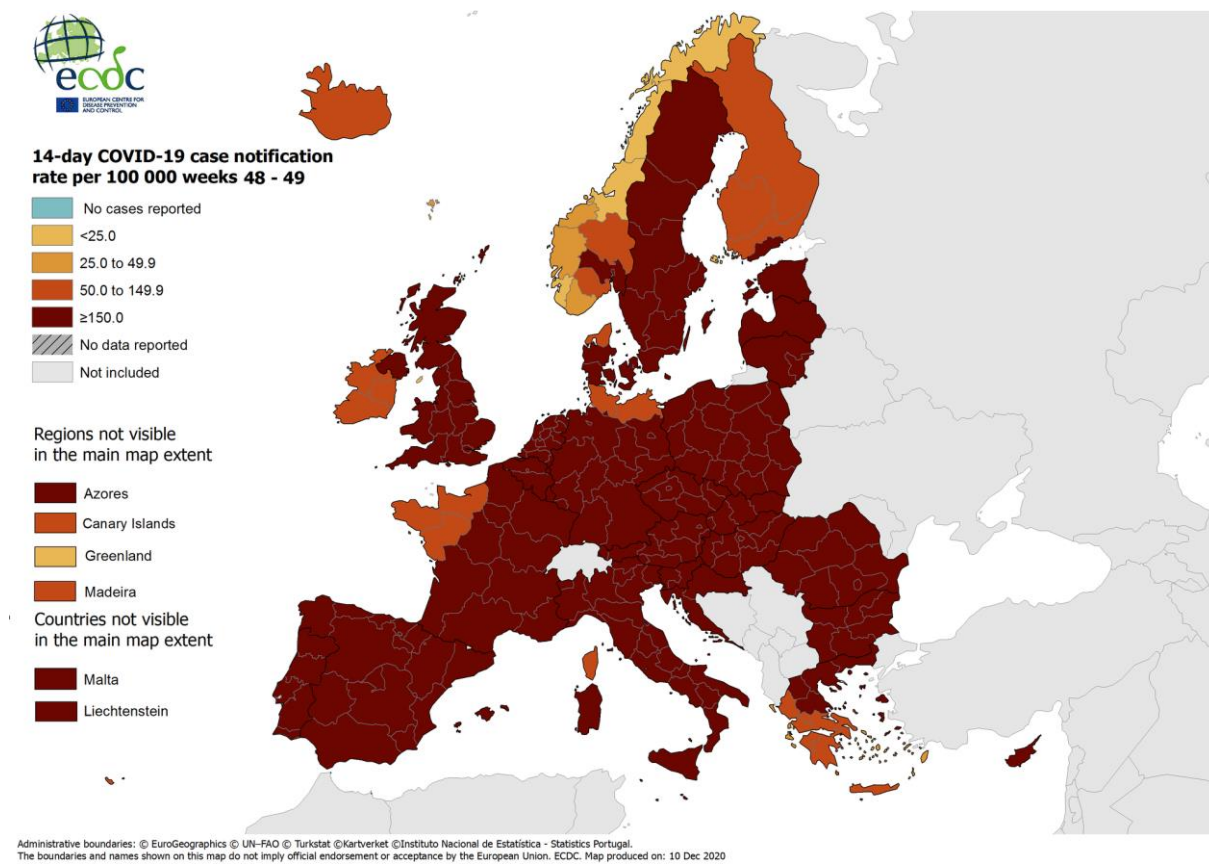 ecdc
EUROPEAN CENTRE FOR
DISEASE PREVENTION
AND CONTROL
14-day COVID-19 case notification
rate per 100 000 weeks 48 - 49
No cases reported
<25.0
25.0 to 49.9
50.0 to 149.9
≥150.0
No data reported
Not included
Regions not visible
in the main map extent
Azores
Canary Islands
Greenland
Madeira
Countries not visible
in the main map extent
Malta
Liechtenstein
Administrative boundaries: © EuroGeographics © UN–FAO © Turkstat ©Kartverket ©Instituto Nacional de Estatística - Statistics Portugal.
The boundaries and names shown on this map do not imply official endorsement or acceptance by the European Union. ECDC. Map produced on: 10 Dec 2020